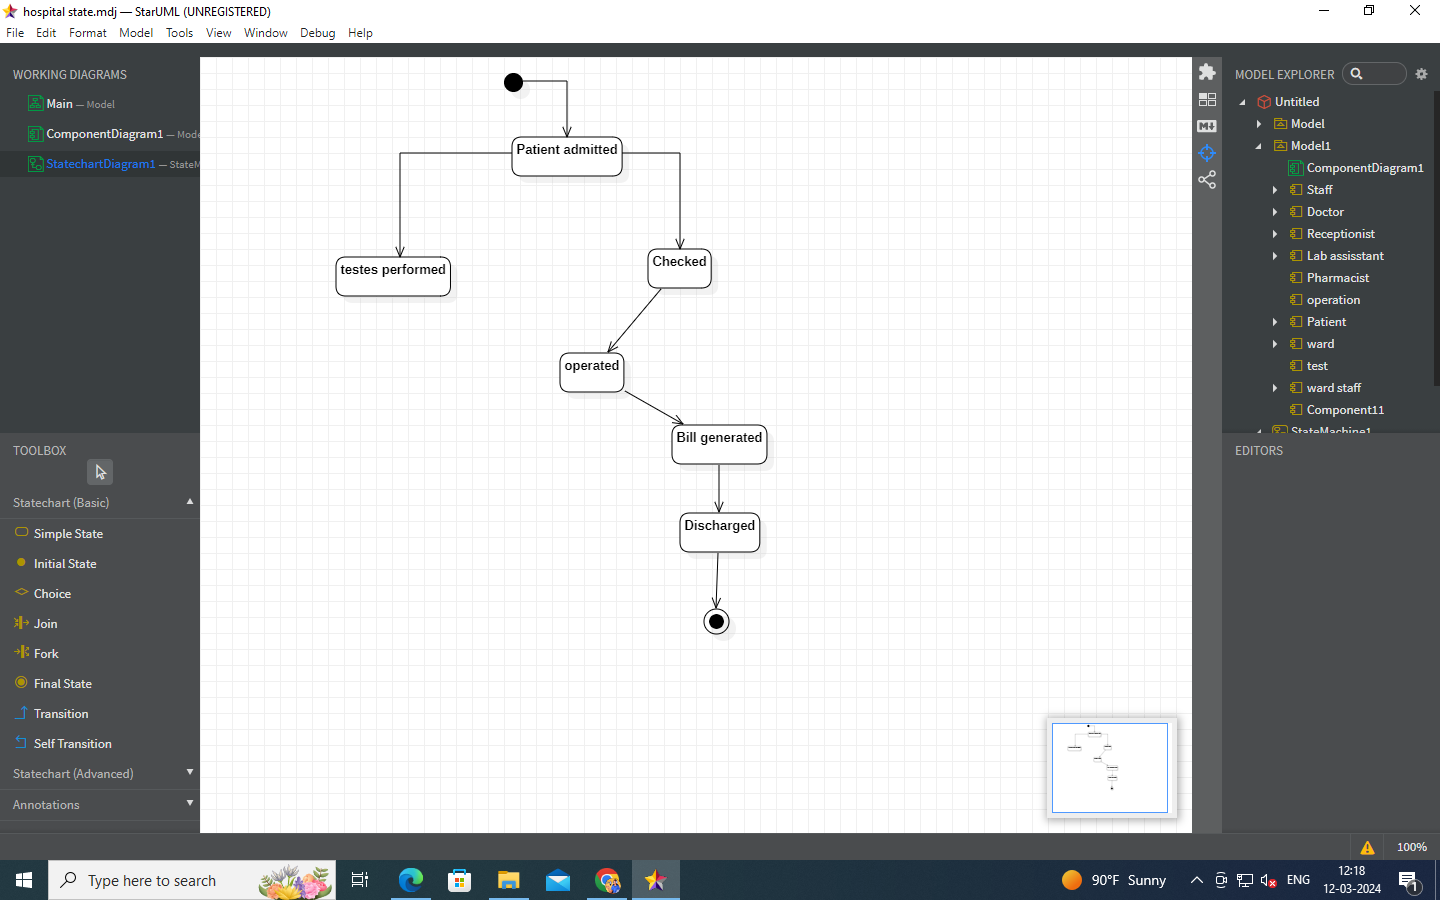 hospital state.mdj — StarUML (UNREGISTERED)
File Edit Format Model Tools View Window Debug Help
WORKING DIAGRAMS
Main — Model
ComponentDiagram1 — Mode
StatechartDiagram1 — StateM
TOOLBOX
Statechart (Basic)
Simple State
Initial State
Choice
Join
Fork
Final State
Transition
Self Transition
Statechart (Advanced)
Annotations
Patient admitted
testes performed
Checked
operated
Bill generated
Discharged
M
MODEL EXPLORER
Untitled
Model
Model1
ComponentDiagram1
Staff
Doctor
Receptionist
Lab assisstant
Pharmacist
operation
Patient
ward
test
ward staff
Component11
StateMachine1
EDITORS
100%
Type here to search
90°F Sunny
ENG
12:18
12-03-2024
1